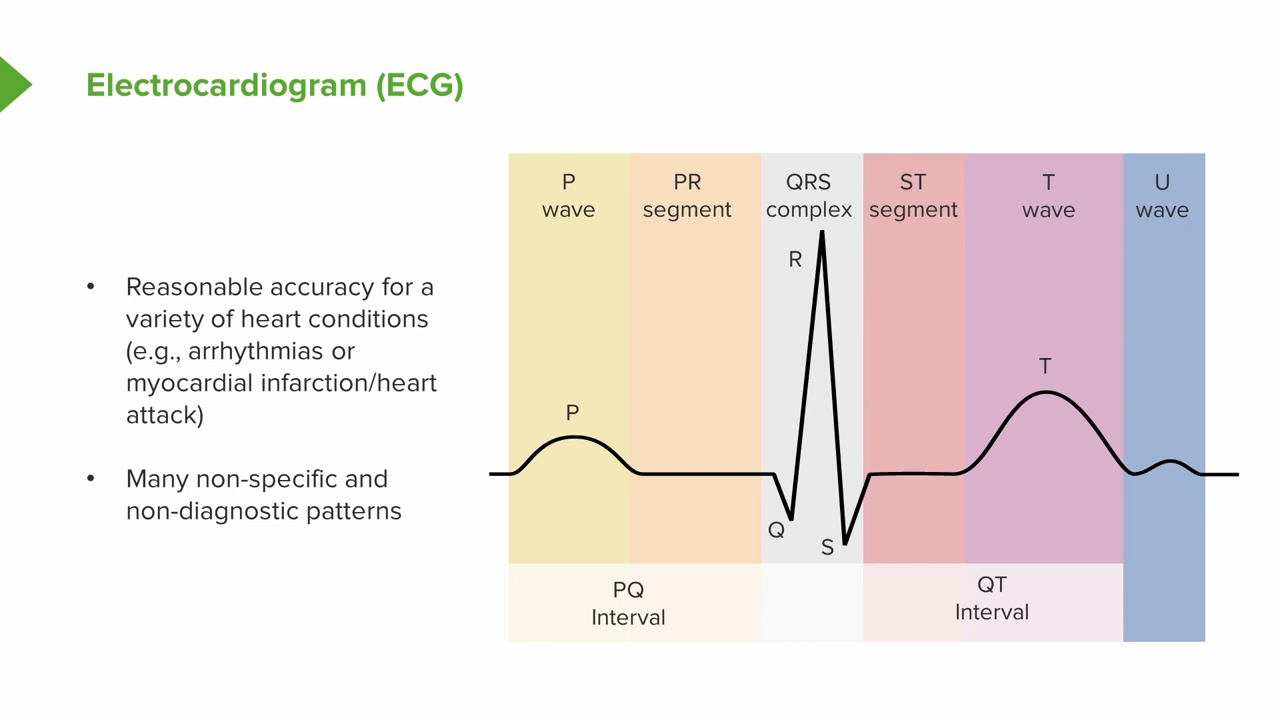 Electrocardiogram (ECG)
• Reasonable accuracy for a
variety of heart conditions
(e.g., arrhythmias or
myocardial infarction/heart
attack)
• Many non-specific and
non-diagnostic patterns
P
wave
PR
segment
QRS
complex
ST
segment
T
wave
U
wave
R
T
P
Q
S
PQ
Interval
QT
Interval